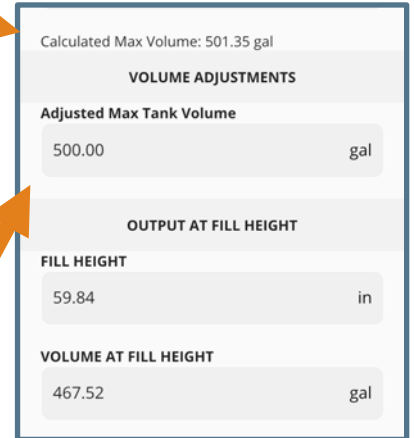 Calculated Max Volume: 501.35 gal
VOLUME ADJUSTMENTS
Adjusted Max Tank Volume
500.00 gal
OUTPUT AT FILL HEIGHT
FILL HEIGHT
59.84 in
VOLUME AT FILL HEIGHT
467.52 gal